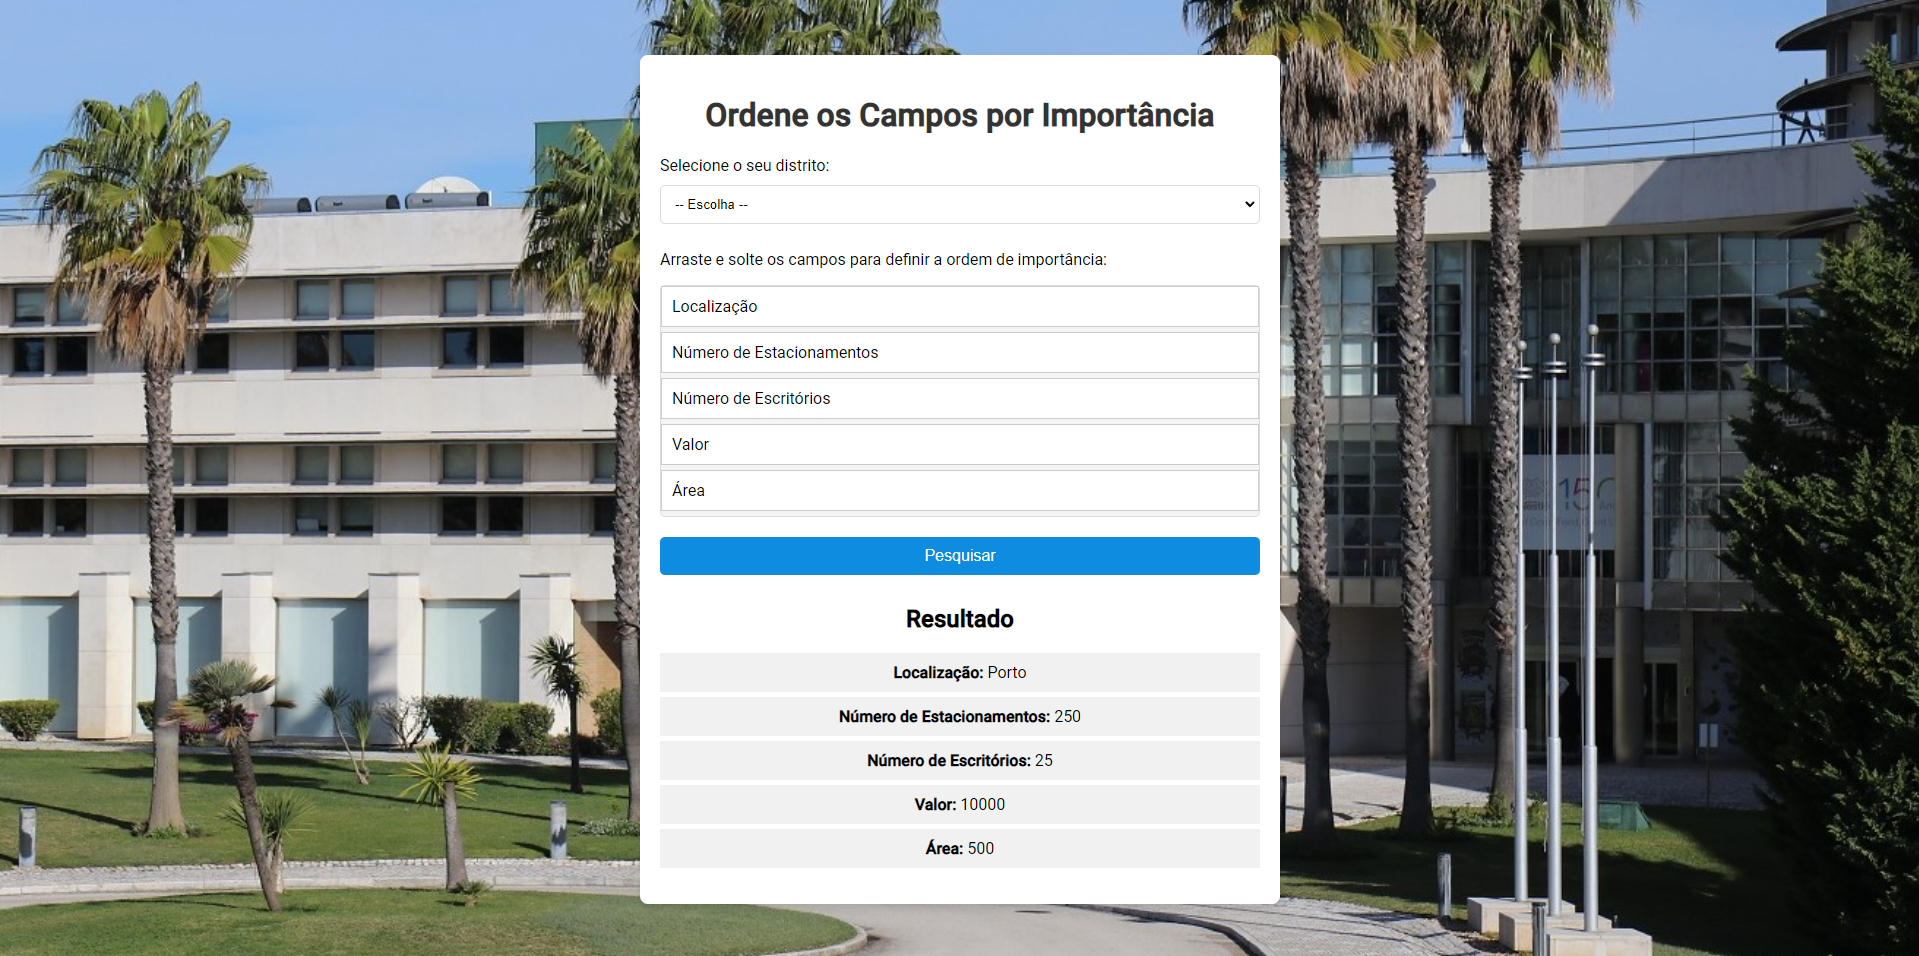 Ordene os Campos por Importância
Selecione o seu distrito:
-- Escolha --
Arraste e solte os campos para definir a ordem de importância:
Localização
Número de Estacionamentos
Número de Escritórios
Valor
Área
Pesquisar
Resultado
Localização: Porto
Número de Estacionamentos: 250
Número de Escritórios: 25
Valor: 10000
Área: 500